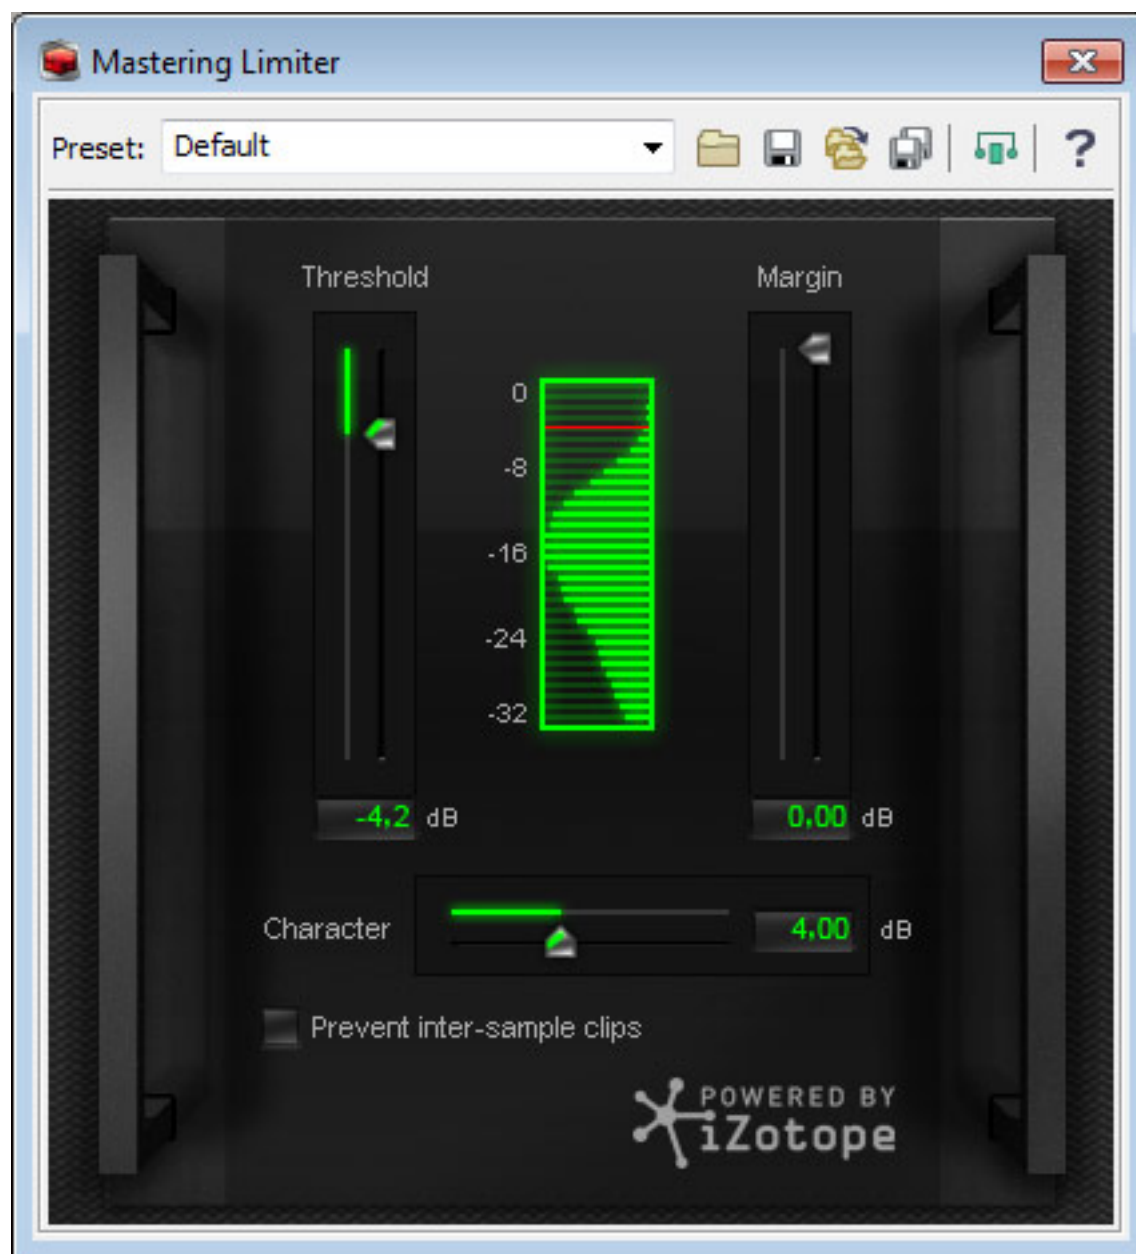 Mastering Limiter
Preset: Default
?
Threshold
Margin
0
-8
-16
-24
-32
-4,2 dB
0,00 dB
Character
4,00 dB
Prevent inter-sample clips
POWERED BY
iZotope